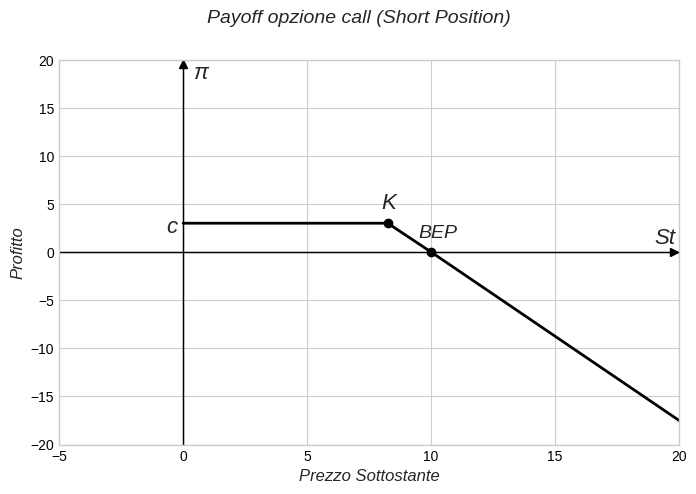 Payoff opzione call (Short Position)
20
π
15
10
5
K
c
BEP
St
0
−5
−10
−15
−20
−5
0
5
10
15
20
Profitto
Prezzo Sottostante